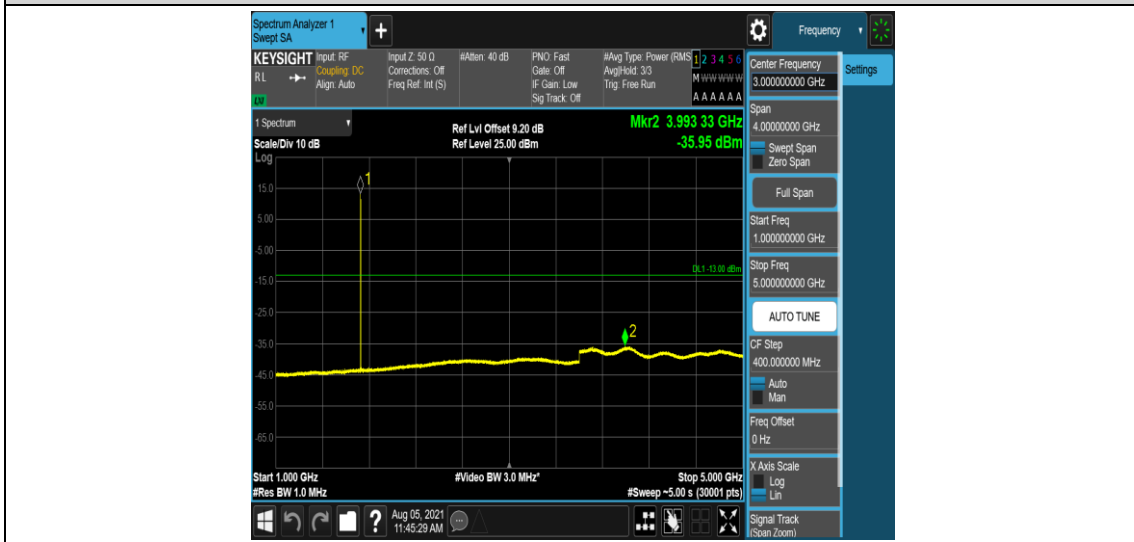 Spectrum Analyzer 1
Swept SA
+
Frequency
KEYSIGHT
RL
Input: RF
Coupling: DC
Align: Auto
Input Z: 50 Ω
Corrections: Off
Freq Ref: Int (S)
#Atten: 40 dB
PNO: Fast
Gate: Off
IF Gain: Low
Sig Track: Off
#Avg Type: Power (RMS
Avg|Hold: 3/3
Trig: Free Run
1 2 3 4 5 6
M W W W W W
A A A A A A
LXI
1 Spectrum
Scale/Div 10 dB
Log
Ref Lvl Offset 9.20 dB
Ref Level 25.00 dBm
Mkr2 3.993 33 GHz
-35.95 dBm
15.0
5.00
-5.00
-15.0
-25.0
-35.0
-45.0
-55.0
-65.0
1
DL1 -13.00 dBm
2
Start 1.000 GHz
#Res BW 1.0 MHz
#Video BW 3.0 MHz*
Stop 5.000 GHz
#Sweep ~5.00 s (30001 pts)
Center Frequency
3.000000000 GHz
Settings
Span
4.00000000 GHz
Swept Span
Zero Span
Full Span
Start Freq
1.000000000 GHz
Stop Freq
5.000000000 GHz
AUTO TUNE
CF Step
400.000000 MHz
Auto
Man
Freq Offset
0 Hz
X Axis Scale
Log
Lin
Signal Track
(Span Zoom)
?
Aug 05, 2021
11:45:29 AM